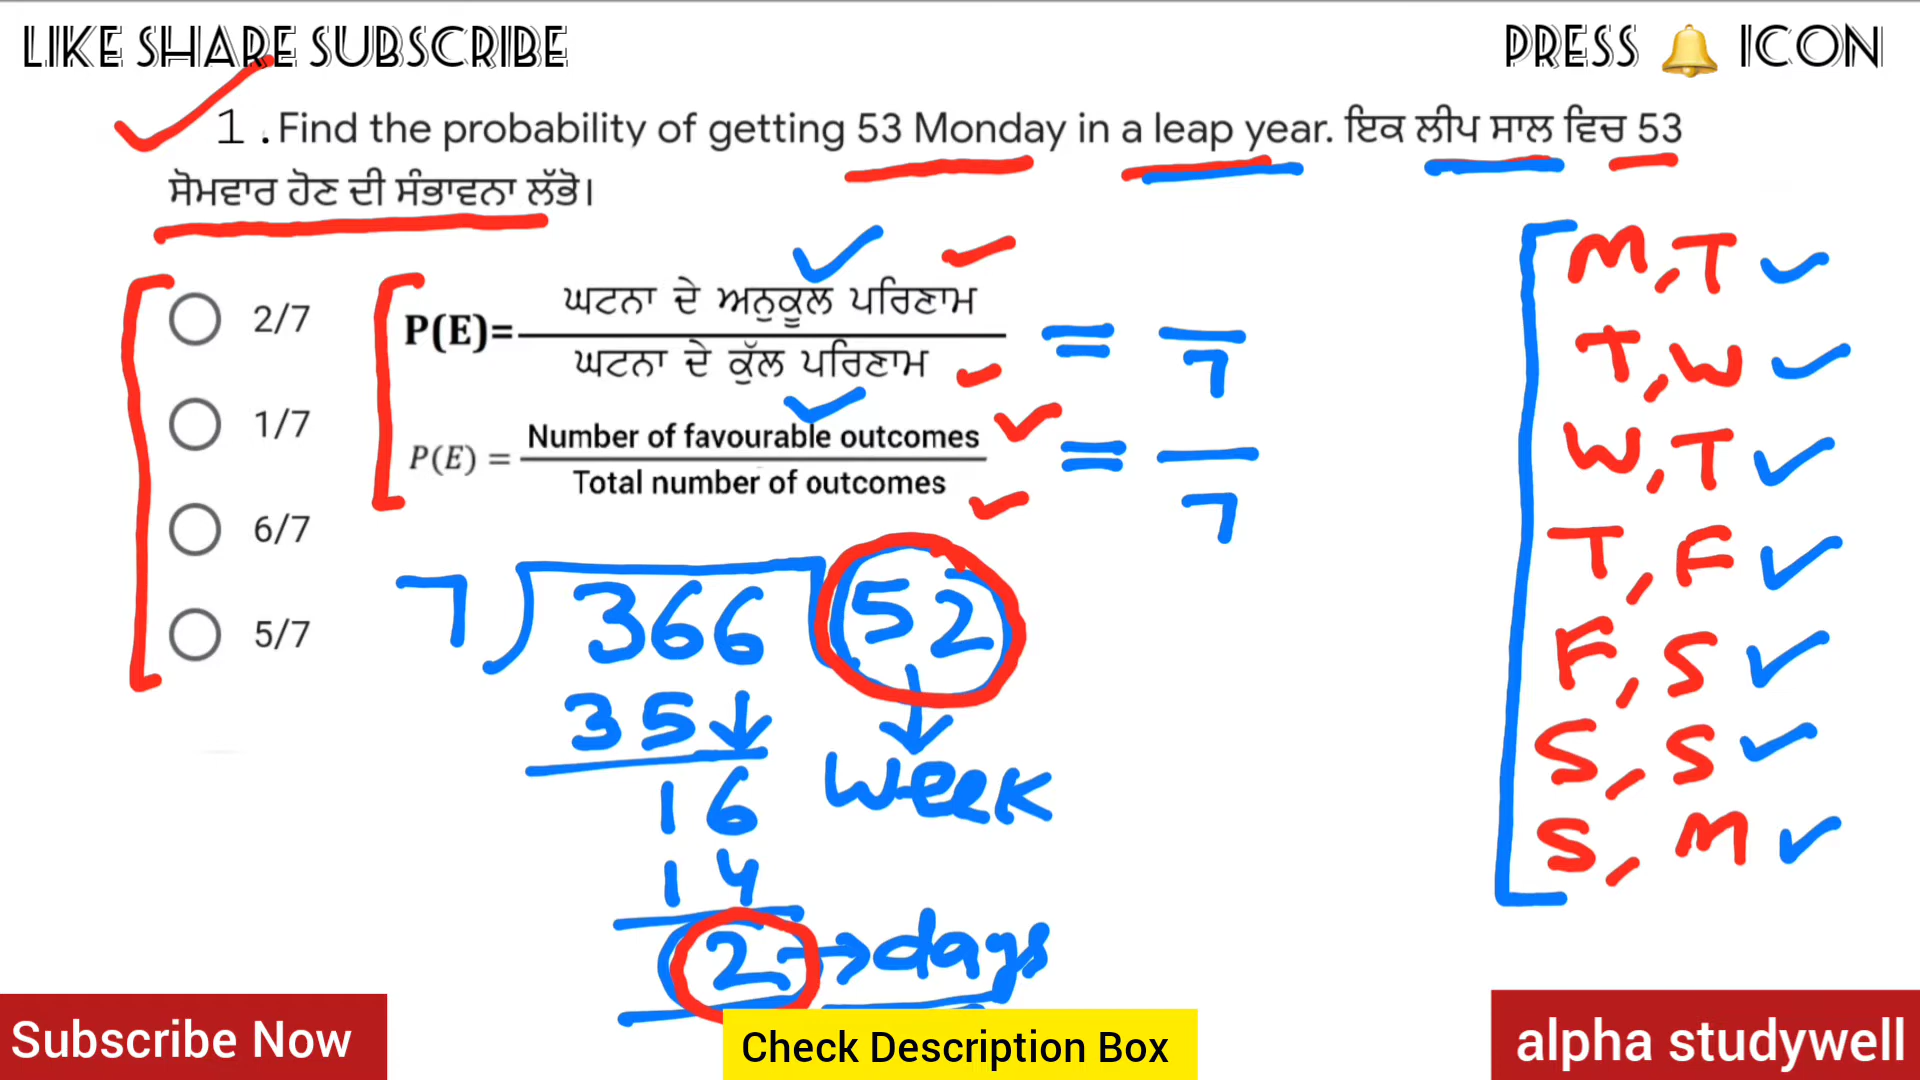 LIKE SHARE SUBSCRIBE
PRESS 🔔 ICON
1. Find the probability of getting 53 Monday in a leap year. ਇਕ ਲੀਪ ਸਾਲ ਵਿਚ 53
ਸੋਮਵਾਰ ਹੋਣ ਦੀ ਸੰਭਾਵਨਾ ਲੱਭੋ।
2/7
1/7
6/7
5/7
P(E)= ਘਟਨਾ ਦੇ ਅਨੁਕੂਲ ਪਰਿਣਾਮ
ਘਟਨਾ ਦੇ ਕੁੱਲ ਪਰਿਣਾਮ
= 7
P(E) = Number of favourable outcomes
Total number of outcomes
= 7
7 366 52
35
16
14
2 → days
week
M, T
T, W
W, T
T, F
F, S
S, S
S, M
Subscribe Now
Check Description Box
alpha studywell